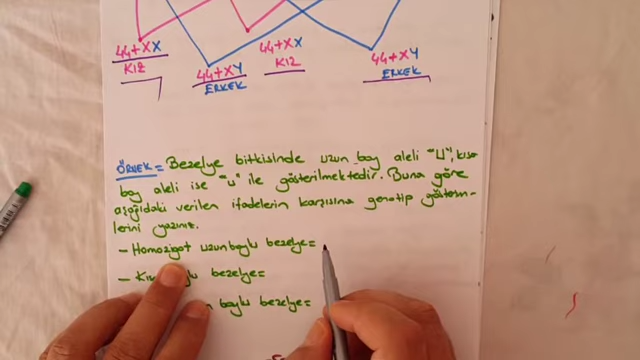 44+XX
KIZ
44+XY
ERKEK
44+XX
KIZ
44+XY
ERKEK
ÖRNEK= Bezelye bitkisinde uzun boy aleli "U", kısa
boy aleli ise "u" ile gösterilmektedir. Buna göre
aşağıdaki verilen ifadelerin karşısına genotip gösterim-
lerini yazınız.
- Homozigot uzun boylu bezelye=
- bezelye=
boylu bezelye=